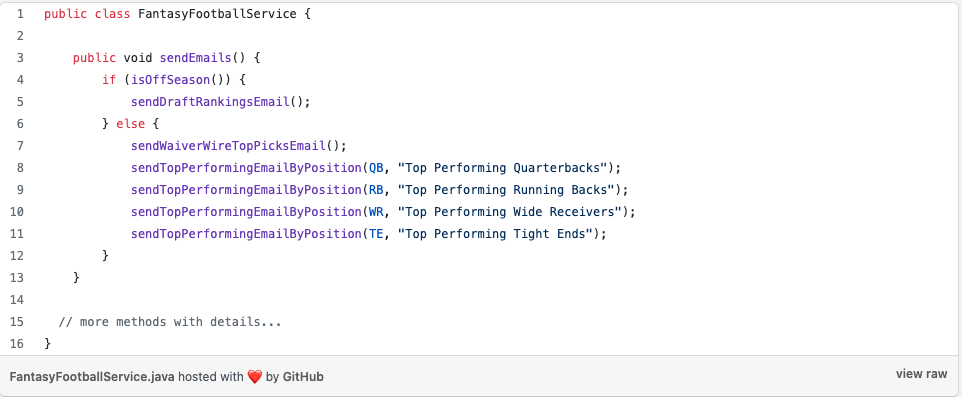 1 public class FantasyFootballService {
2
3     public void sendEmails() {
4         if (isOffSeason()) {
5             sendDraftRankingsEmail();
6         } else {
7             sendWaiverWireTopPicksEmail();
8             sendTopPerformingEmailByPosition(QB, "Top Performing Quarterbacks");
9             sendTopPerformingEmailByPosition(RB, "Top Performing Running Backs");
10             sendTopPerformingEmailByPosition(WR, "Top Performing Wide Receivers");
11             sendTopPerformingEmailByPosition(TE, "Top Performing Tight Ends");
12         }
13     }
14
15   // more methods with details...
16 }
FantasyFootballService.java hosted with ❤ by GitHub view raw